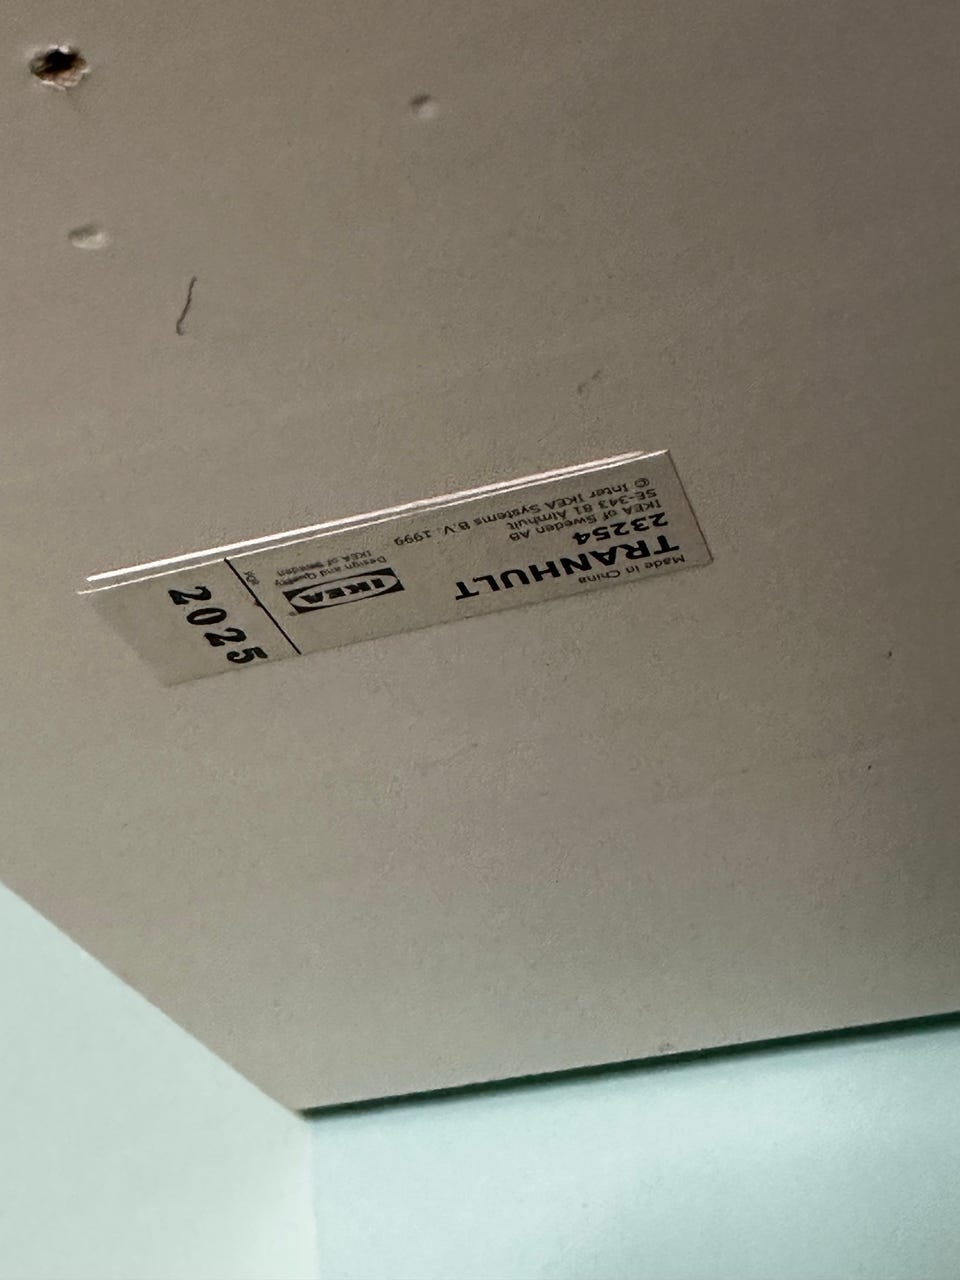 Made in China
TRANHULT
23254
IKEA of Sweden AB
SE-343 81 Älmhult
© Inter IKEA Systems B.V. 1999
IKEA
Design and Quality
IKEA of Sweden
2025